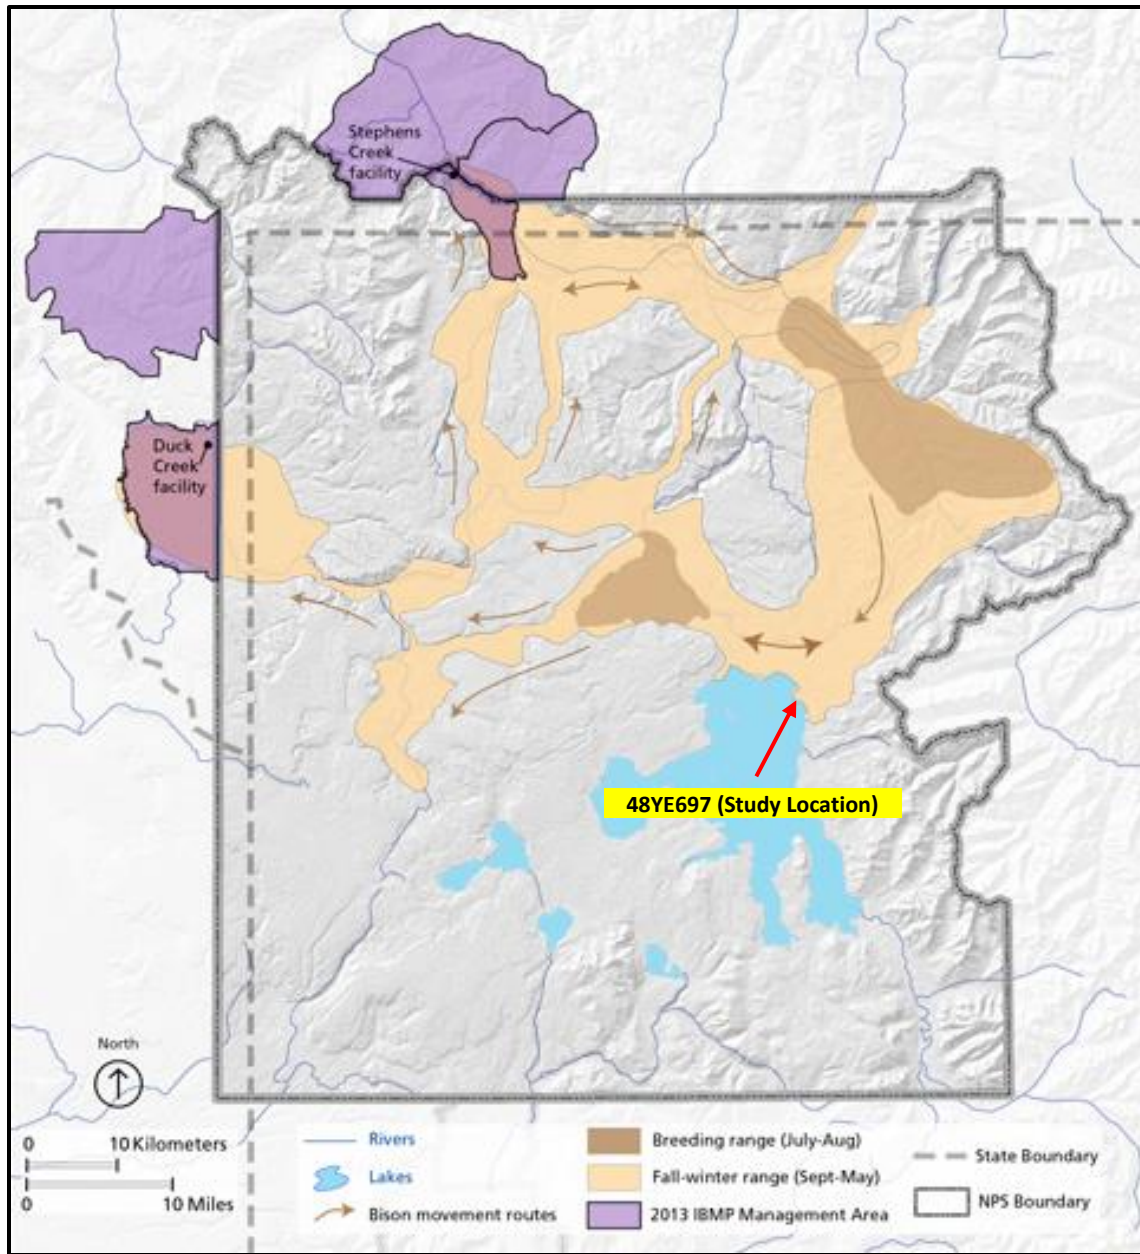 Stephens
Creek
facility
Duck
Creek
facility
48YE697 (Study Location)
North
0 10 Kilometers
0 10 Miles
Rivers
Lakes
Bison movement routes
Breeding range (July-Aug)
Fall-winter range (Sept-May)
2013 IBMP Management Area
State Boundary
NPS Boundary